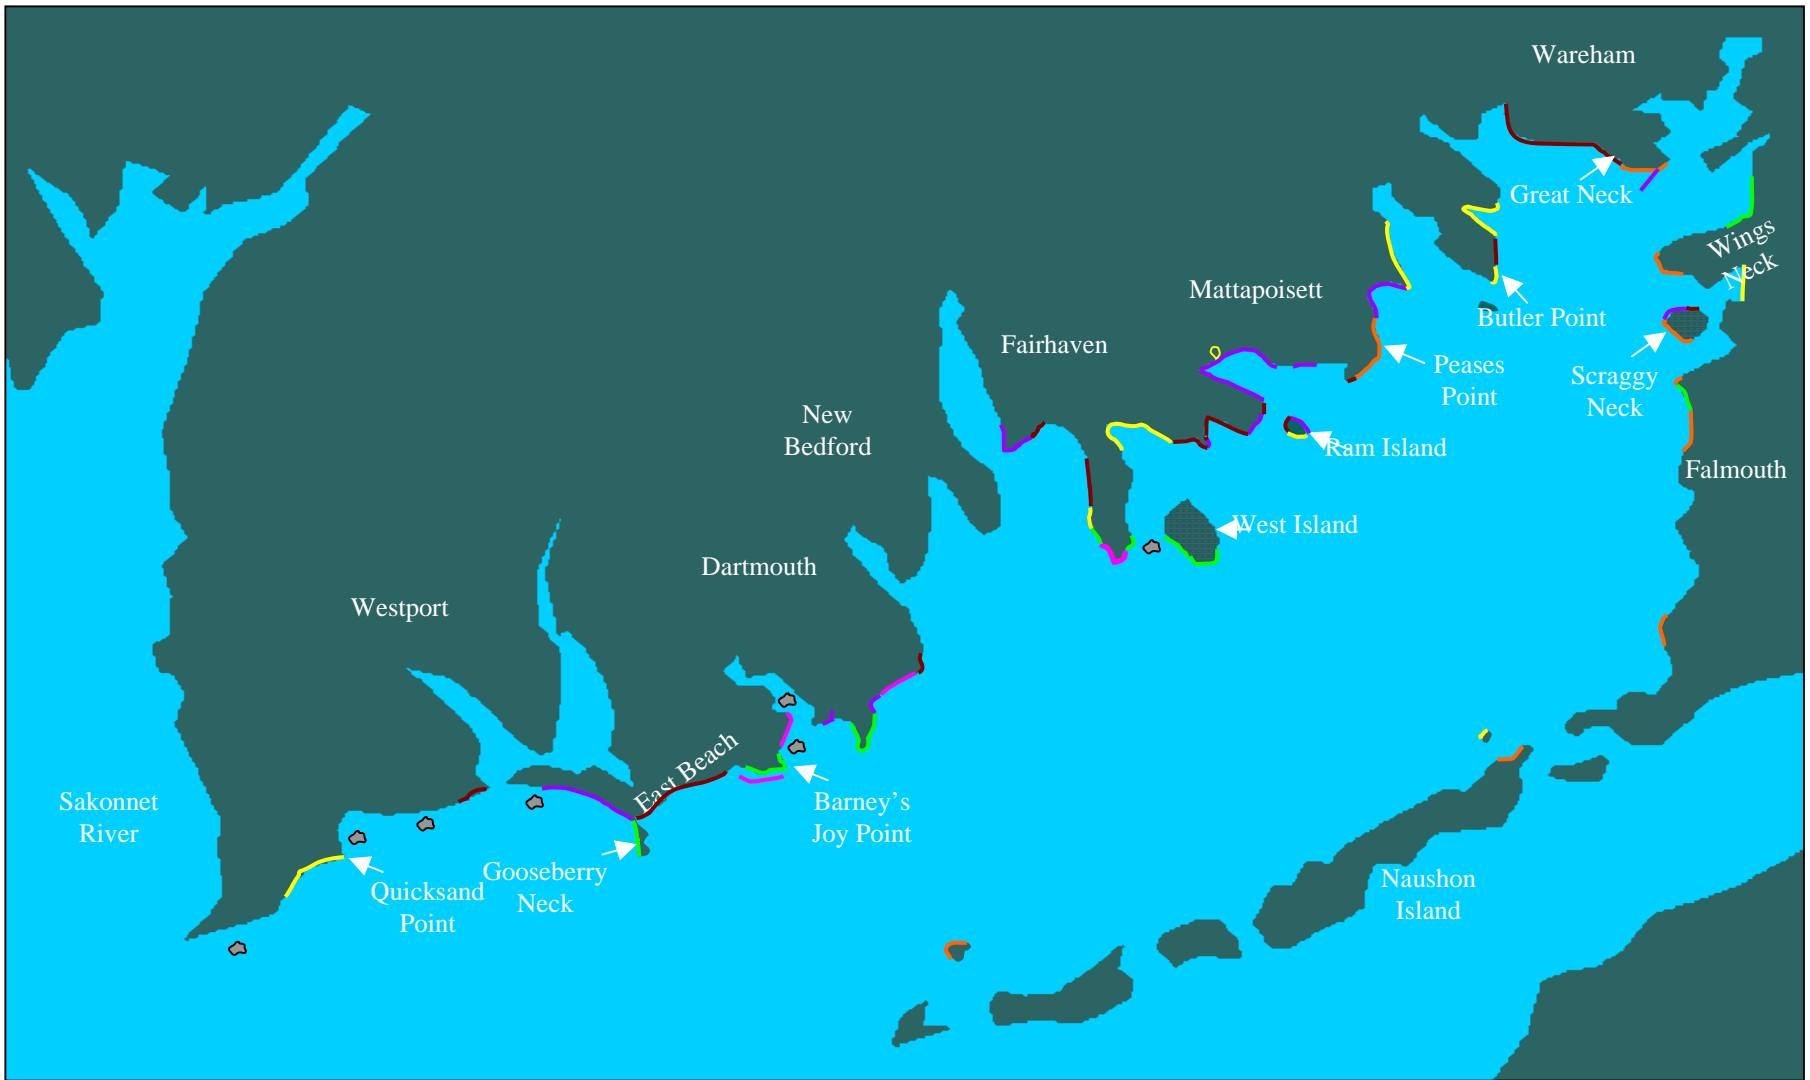 Wareham
Great Neck
Wings
Neck
Mattapoisett
Butler Point
Fairhaven
Peases
Point
Scraggy
Neck
New
Bedford
Ram Island
Falmouth
West Island
Dartmouth
Westport
East Beach
Sakonnet
River
Barney’s
Joy Point
Gooseberry
Neck
Quicksand
Point
Naushon
Island